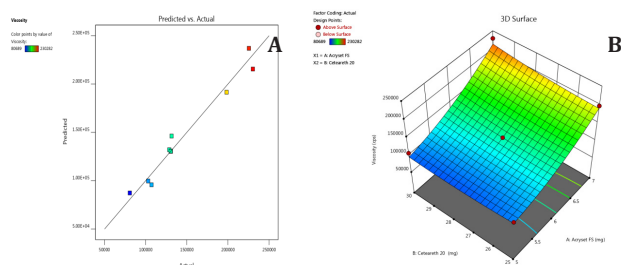 Viscosity
Color points by value of
Viscosity:
80689 230282
Predicted vs. Actual
A
Predicted
2.50E+05
2.00E+05
1.50E+05
1.00E+05
5.00E+04
50000 100000 150000 200000 250000
Actual
Factor Coding: Actual
Design Points:
Above Surface
Below Surface
80689 230282
X1 = A: Acryset FS
X2 = B: Ceteareth 20
3D Surface
B
Viscosity (cps)
250000
200000
150000
100000
50000
30 29 28 27 26 25
B: Ceteareth 20 (mg)
5 5.5 6 6.5 7
A: Acryset FS (mg)